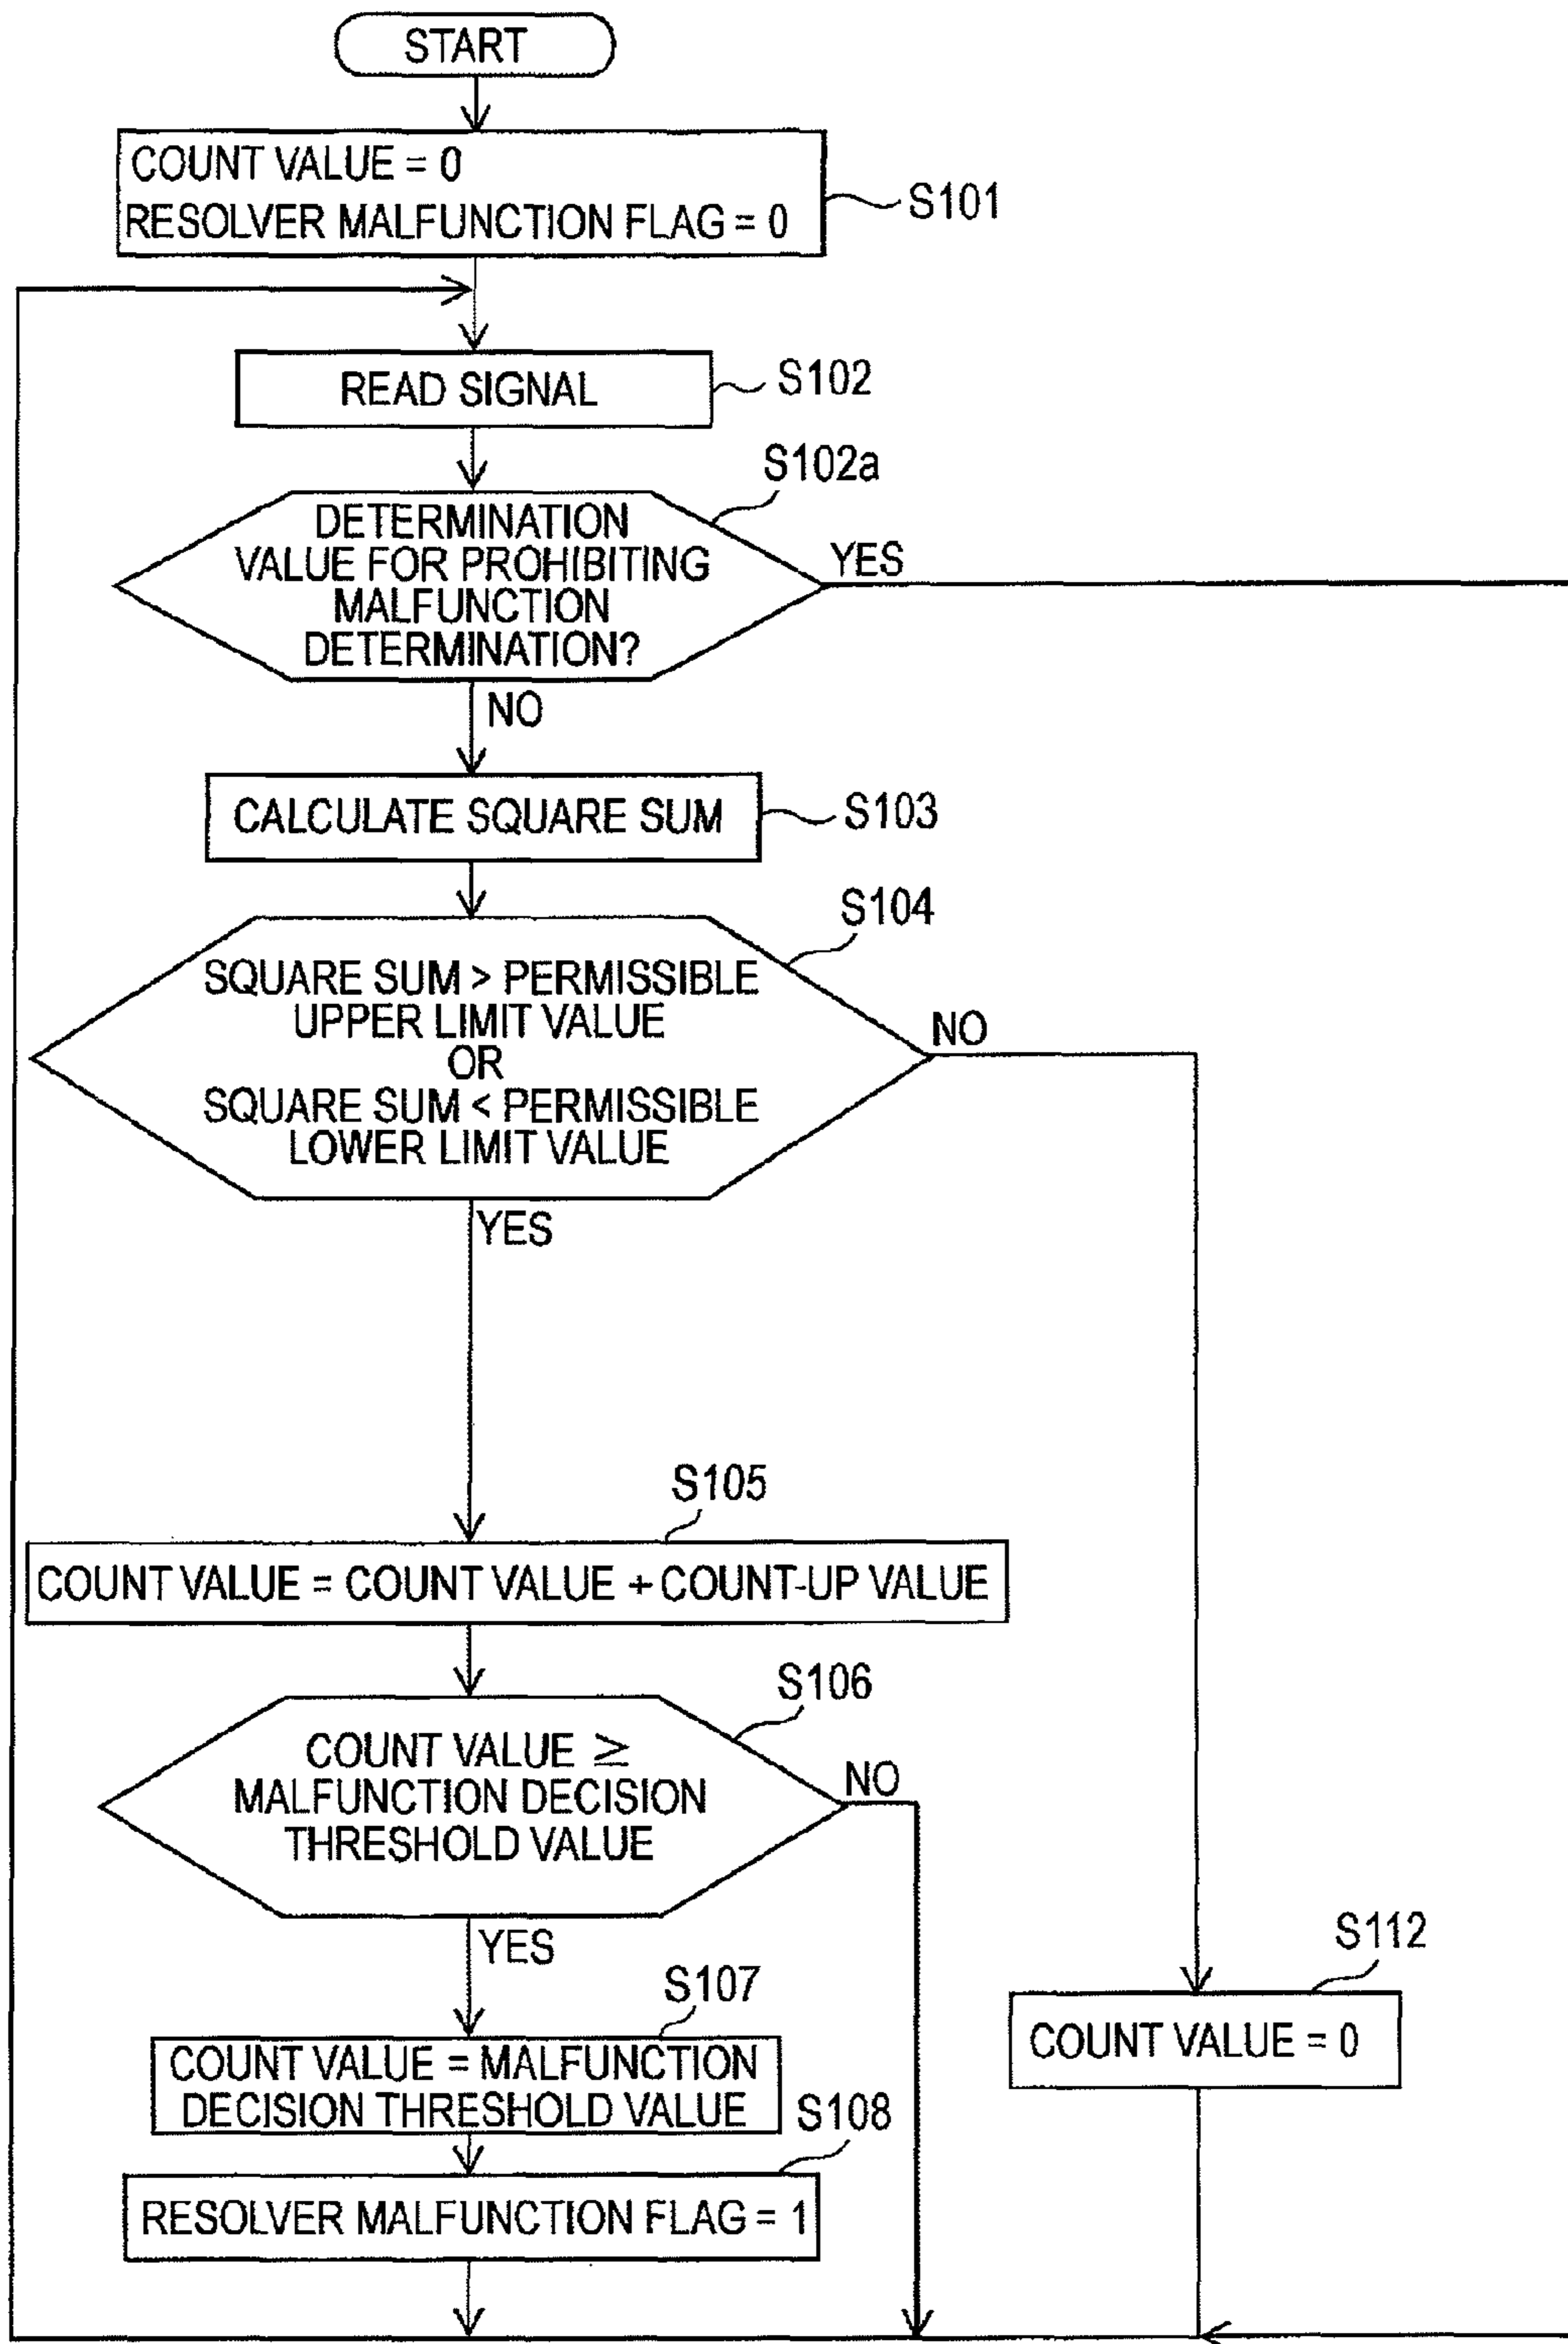 START
COUNT VALUE = 0
RESOLVER MALFUNCTION FLAG = 0
S101
READ SIGNAL
S102
S102a
DETERMINATION
VALUE FOR PROHIBITING
MALFUNCTION
DETERMINATION?
YES
NO
CALCULATE SQUARE SUM
S103
S104
SQUARE SUM > PERMISSIBLE
UPPER LIMIT VALUE
OR
SQUARE SUM < PERMISSIBLE
LOWER LIMIT VALUE
NO
YES
S105
COUNT VALUE = COUNT VALUE + COUNT-UP VALUE
S106
COUNT VALUE ≥
MALFUNCTION DECISION
THRESHOLD VALUE
NO
YES
S107
COUNT VALUE = MALFUNCTION
DECISION THRESHOLD VALUE
S108
RESOLVER MALFUNCTION FLAG = 1
S112
COUNT VALUE = 0